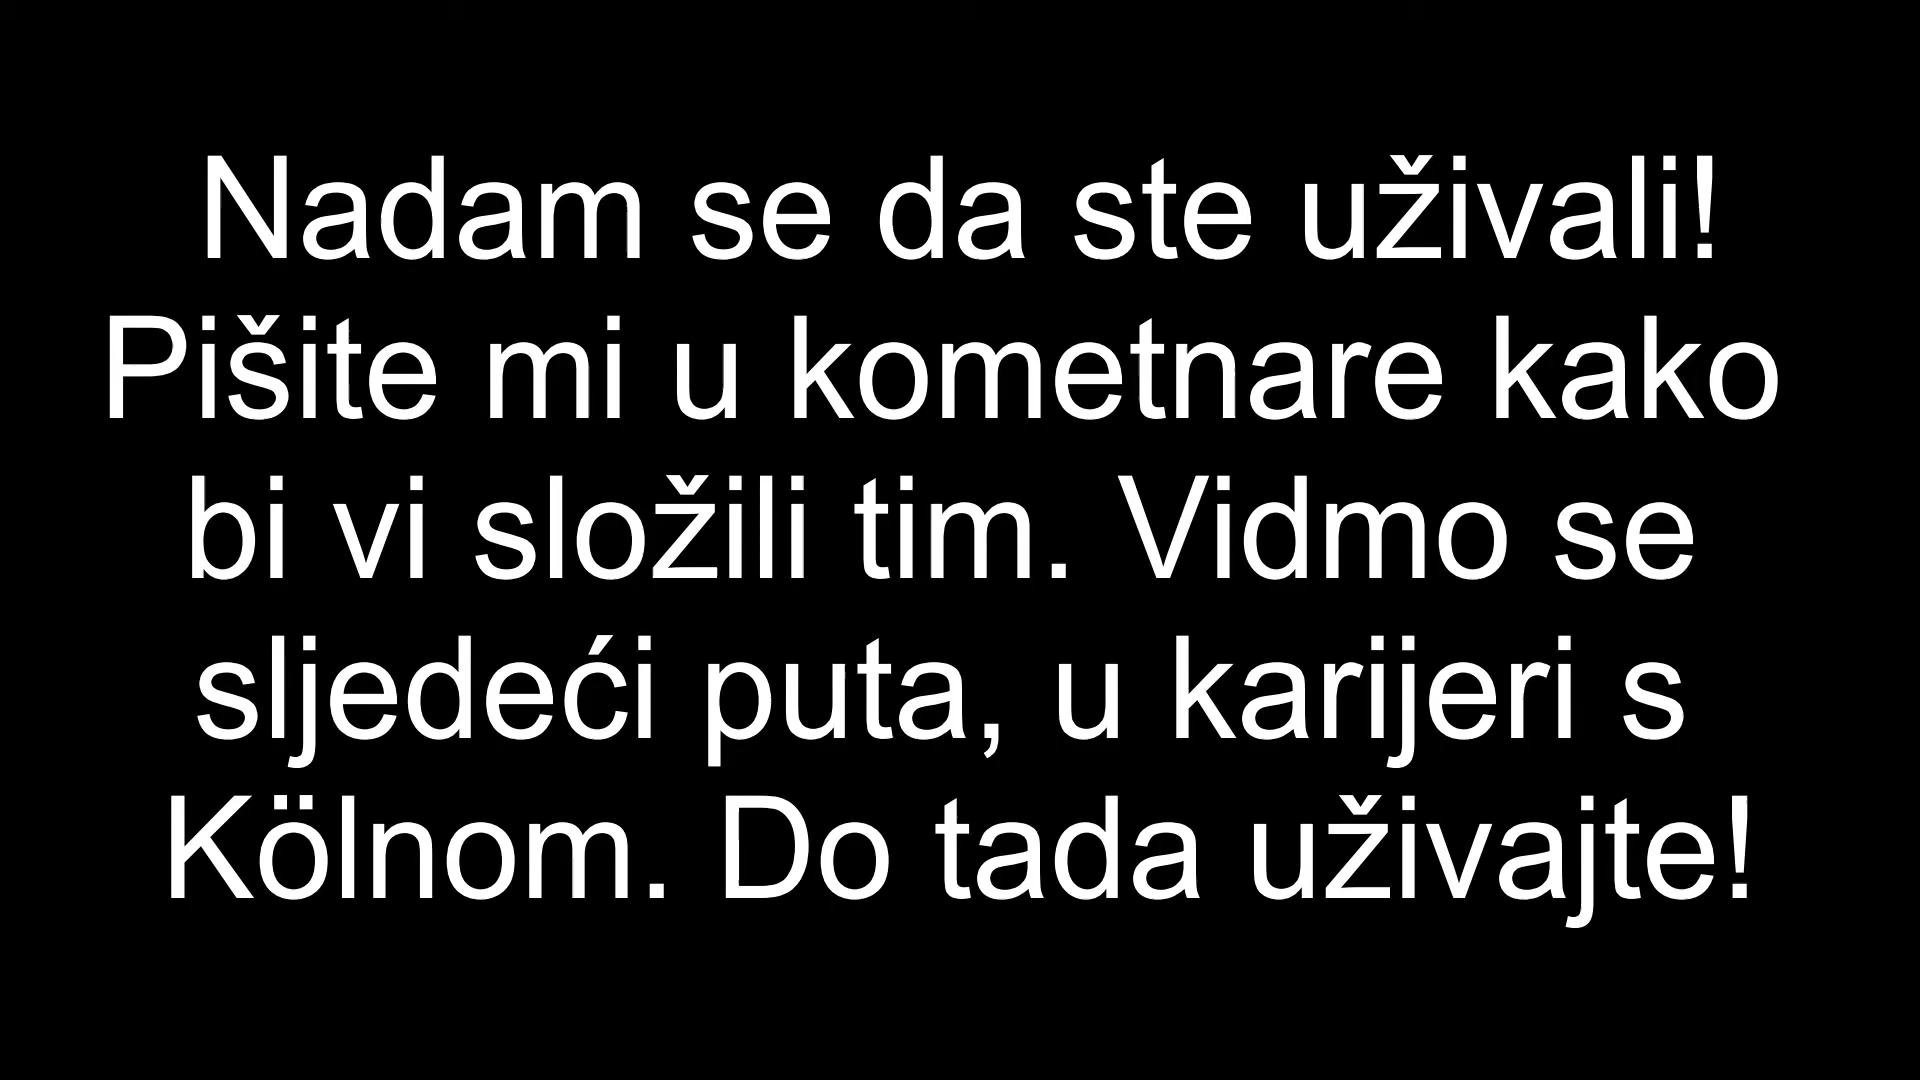 Nadam se da ste uživali!
Pišite mi u kometnare kako
bi vi složili tim. Vidmo se
sljedeći puta, u karijeri s
Kölnom. Do tada uživajte!